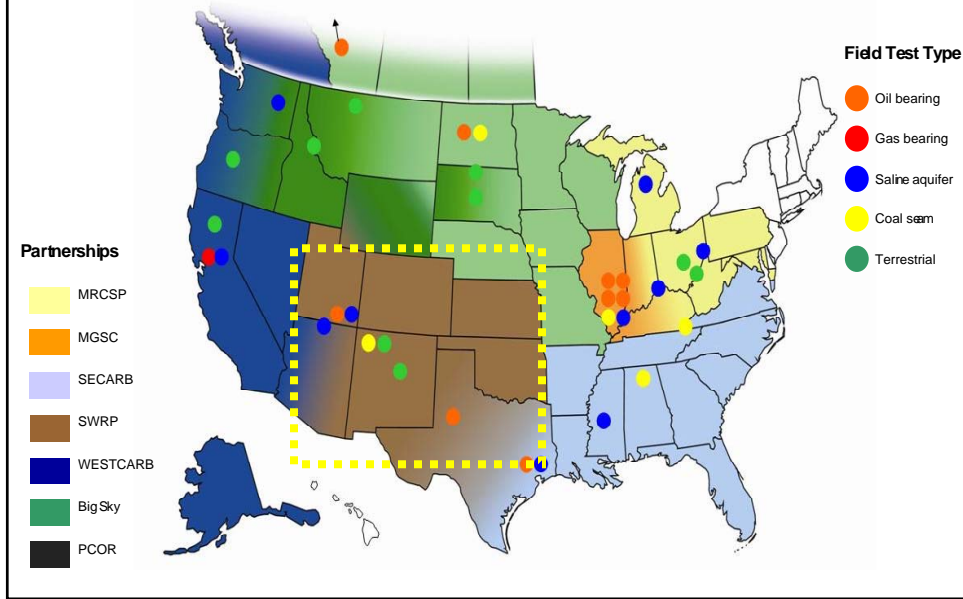 Field Test Type
Oil bearing
Gas bearing
Saline aquifer
Coal seam
Terrestrial
Partnerships
MRCSP
MGSC
SECARB
SWRP
WESTCARB
Big Sky
PCOR